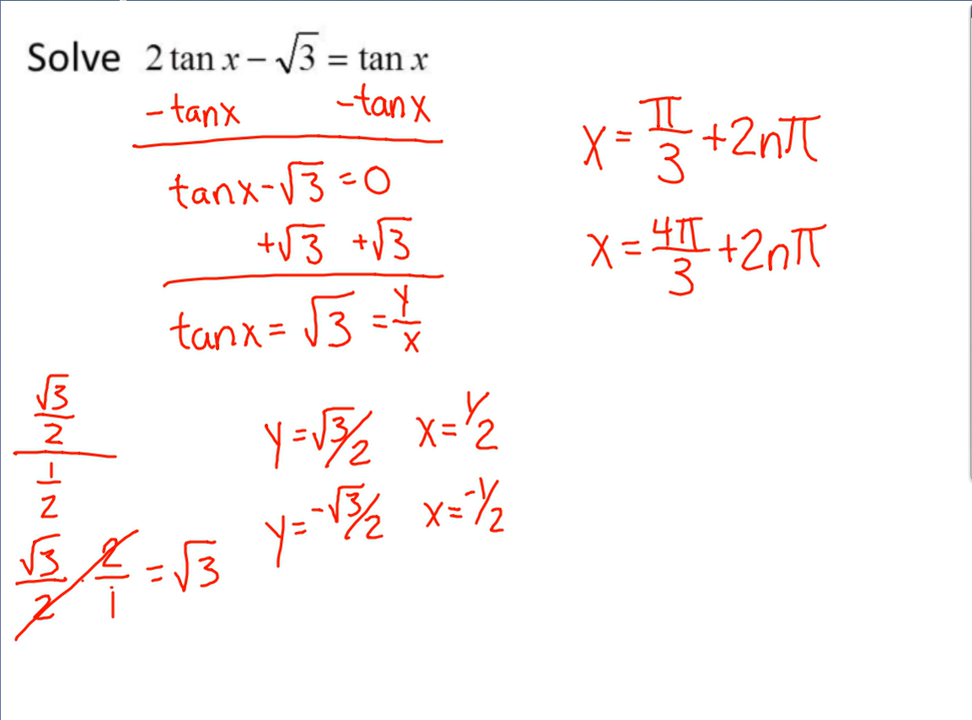 Solve 2 tan x − √3 = tan x
-tanx -tanx
tanx-√3=0
+√3 +√3
tanx=√3=y/x
x=π/3+2nπ
x=4π/3+2nπ
√3/2
1/2
√3/2 · 2/1 = √3
y=√3/2 x=1/2
y=-√3/2 x=-1/2